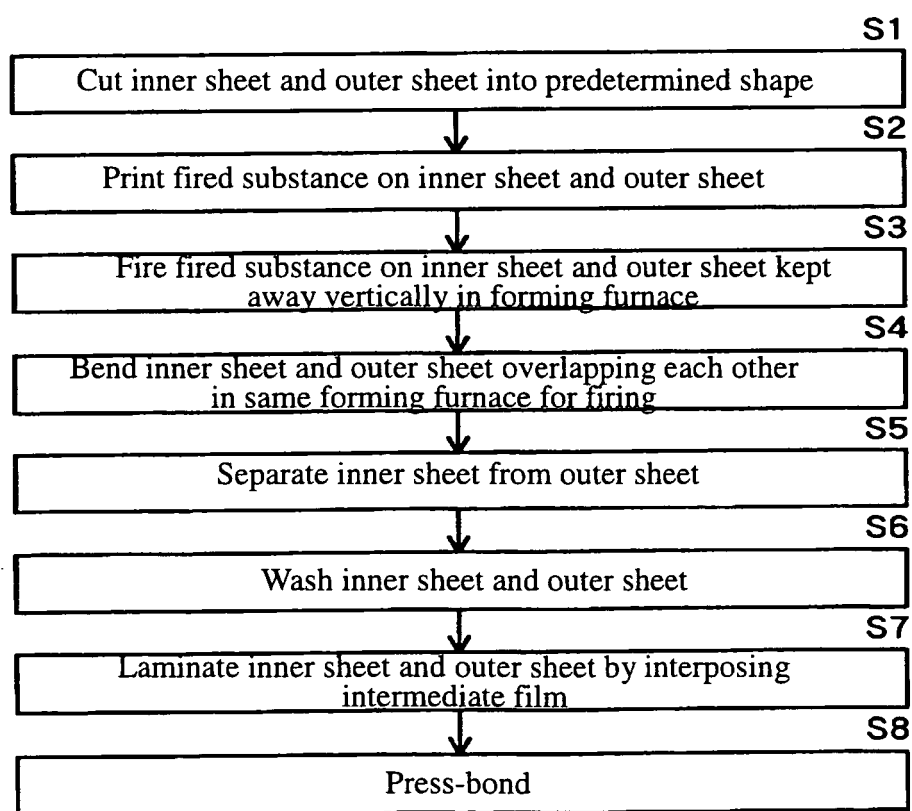 S1
Cut inner sheet and outer sheet into predetermined shape
S2
Print fired substance on inner sheet and outer sheet
S3
Fire fired substance on inner sheet and outer sheet kept
away vertically in forming furnace
S4
Bend inner sheet and outer sheet overlapping each other
in same forming furnace for firing
S5
Separate inner sheet from outer sheet
S6
Wash inner sheet and outer sheet
S7
Laminate inner sheet and outer sheet by interposing
intermediate film
S8
Press-bond